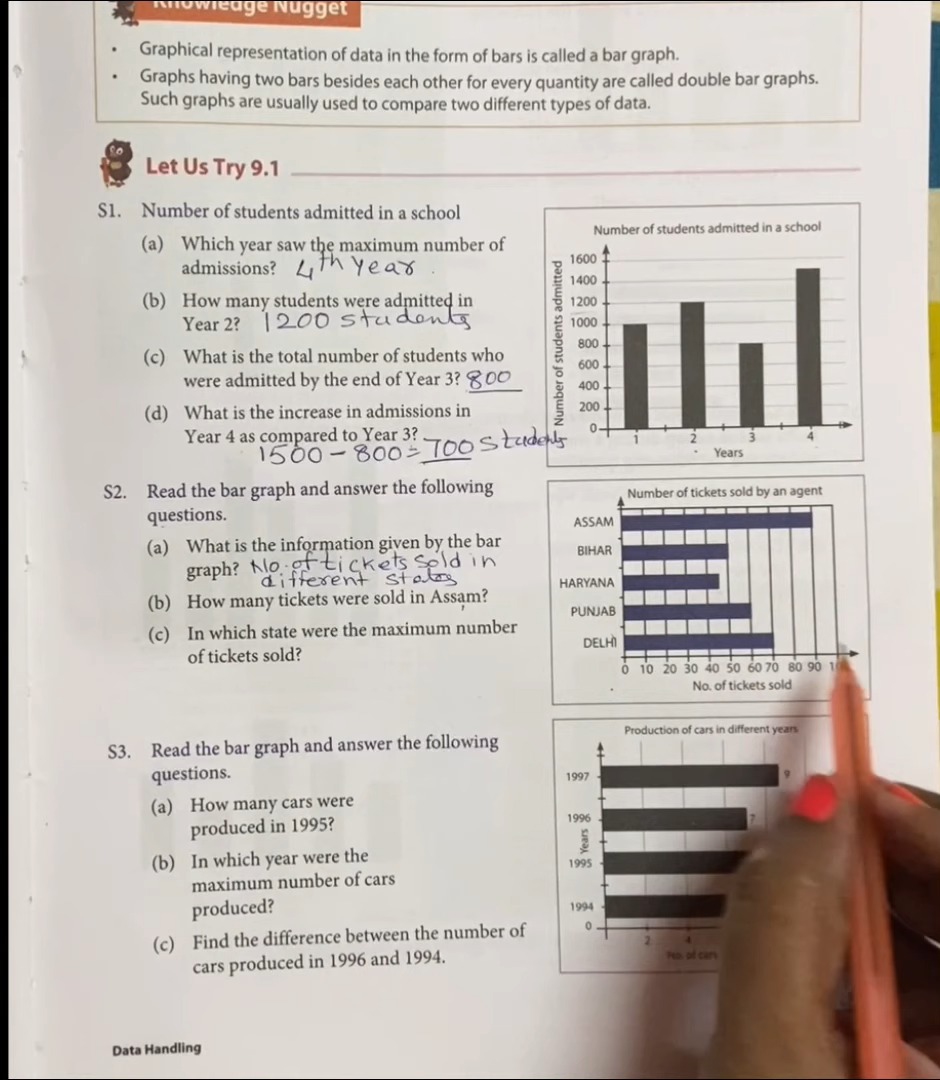 Knowledge Nugget
• Graphical representation of data in the form of bars is called a bar graph.
• Graphs having two bars besides each other for every quantity are called double bar graphs.
Such graphs are usually used to compare two different types of data.
Let Us Try 9.1
S1. Number of students admitted in a school
(a) Which year saw the maximum number of
admissions? 4th year
(b) How many students were admitted in
Year 2? 1200 students
(c) What is the total number of students who
were admitted by the end of Year 3? 800
(d) What is the increase in admissions in
Year 4 as compared to Year 3?
1500 - 800 = 700 students
Number of students admitted in a school
Number of students admitted
1600
1400
1200
1000
800
600
400
200
0
1 2 3 4
Years
S2. Read the bar graph and answer the following
questions.
(a) What is the information given by the bar
graph? No. of tickets sold in
different states
(b) How many tickets were sold in Assam?
(c) In which state were the maximum number
of tickets sold?
Number of tickets sold by an agent
ASSAM
BIHAR
HARYANA
PUNJAB
DELHI
0 10 20 30 40 50 60 70 80 90
No. of tickets sold
S3. Read the bar graph and answer the following
questions.
(a) How many cars were
produced in 1995?
(b) In which year were the
maximum number of cars
produced?
(c) Find the difference between the number of
cars produced in 1996 and 1994.
Production of cars in different years
Years
1997 9
1996 7
1995
1994
0
2 4
No. of cars
Data Handling